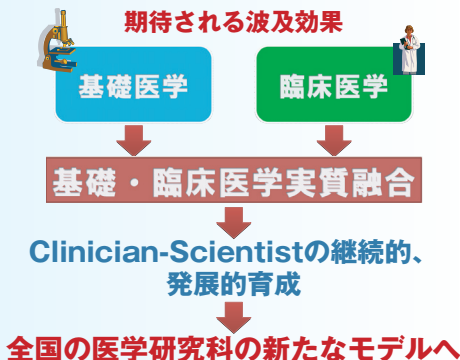 期待される波及効果
基礎医学
臨床医学
基礎・臨床医学実質融合
Clinician-Scientistの継続的、
発展的育成
全国の医学研究科の新たなモデルへ